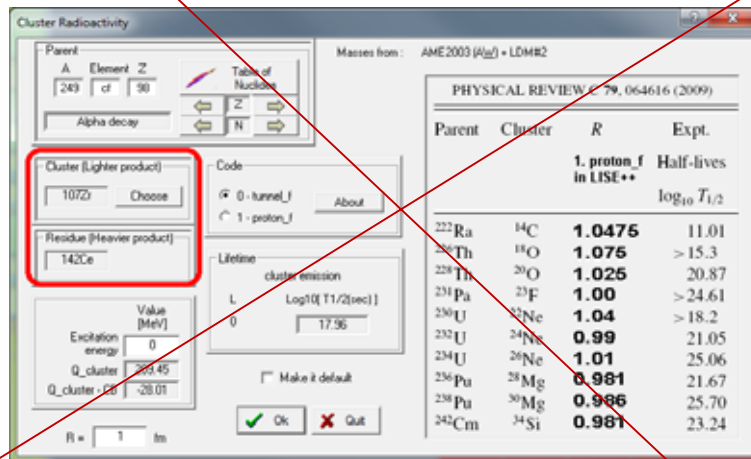 Cluster Radioactivity
Parent
A Element Z
249 cf 98
Table of Nuclides
Z
N
Alpha decay
Masses from : AME2003 (A\w/) + LDM#2
Cluster (Lighter product)
107Zr Choose
Residue (Heavier product)
142Ce
Code
0 - tunnel_f
1 - proton_f
About
Lifetime
cluster emission
L Log10( T1/2(sec) )
0 17.96
Value
[MeV]
Excitation energy 0
Q_cluster
Q_cluster - CB -28.01
R = 1 fm
Make it default
Ok
Quit
PHYSICAL REVIEW C 79, 064616 (2009)
Parent Cluster R Expt.
1. proton_f Half-lives
in LISE++
log₁₀ T₁/₂
²²²Ra ¹⁴C 1.0475 11.01
²²⁶Th ¹⁸O 1.075 >15.3
²²⁸Th ²⁰O 1.025 20.87
²³¹Pa ²³F 1.00 >24.61
²³⁰U ²²Ne 1.04 >18.2
²³²U ²⁴Ne 0.99 21.05
²³⁴U ²⁶Ne 1.01 25.06
²³⁶Pu ²⁸Mg 0.981 21.67
²³⁸Pu ³⁰Mg 0.986 25.70
²⁴²Cm ³⁴Si 0.981 23.24